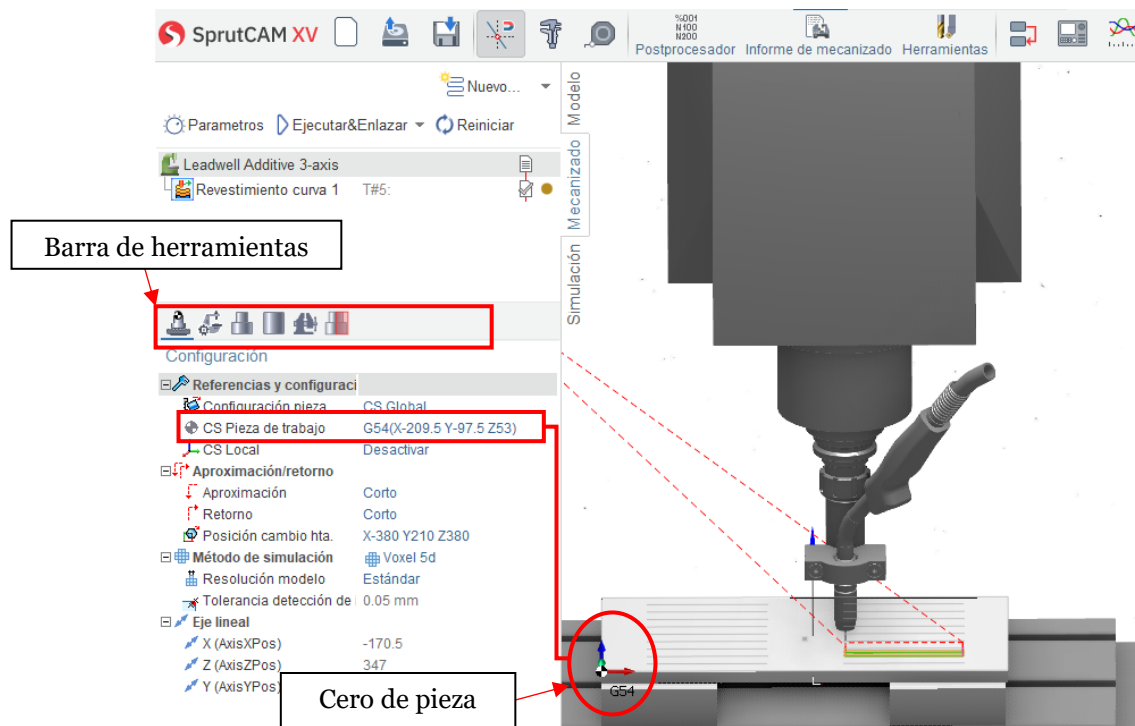 SprutCAM XV
%001
N100
N200
Postprocesador Informe de mecanizado Herramientas
Nuevo...
Parametros Ejecutar&Enlazar Reiniciar
Modelo
Mecanizado
Simulación
Leadwell Additive 3-axis
Revestimiento curva 1 T#5:
Barra de herramientas
Configuración
Referencias y configuraci
Configuración pieza CS Global
CS Pieza de trabajo G54(X-209.5 Y-97.5 Z53)
CS Local Desactivar
Aproximación/retorno
Aproximación Corto
Retorno Corto
Posición cambio hta. X-380 Y210 Z380
Método de simulación Voxel 5d
Resolución modelo Estándar
Tolerancia detección de 0.05 mm
Eje lineal
X (AxisXPos) -170.5
Z (AxisZPos) 347
Y (AxisYPos)
Cero de pieza
G54